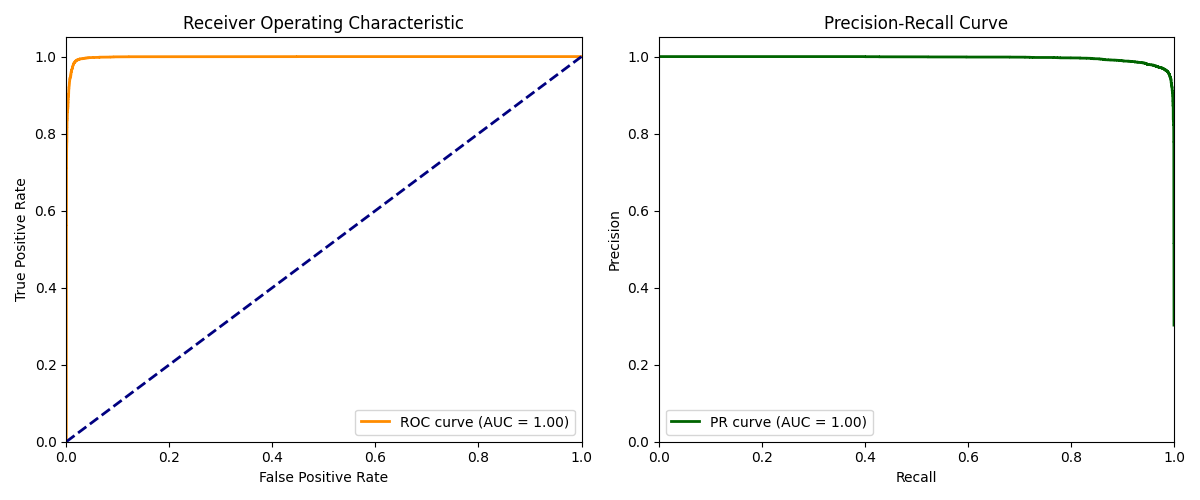 Receiver Operating Characteristic
True Positive Rate
1.0
0.8
0.6
0.4
0.2
0.0
0.0 0.2 0.4 0.6 0.8 1.0
False Positive Rate
ROC curve (AUC = 1.00)
Precision-Recall Curve
Precision
1.0
0.8
0.6
0.4
0.2
0.0
0.0 0.2 0.4 0.6 0.8 1.0
Recall
PR curve (AUC = 1.00)